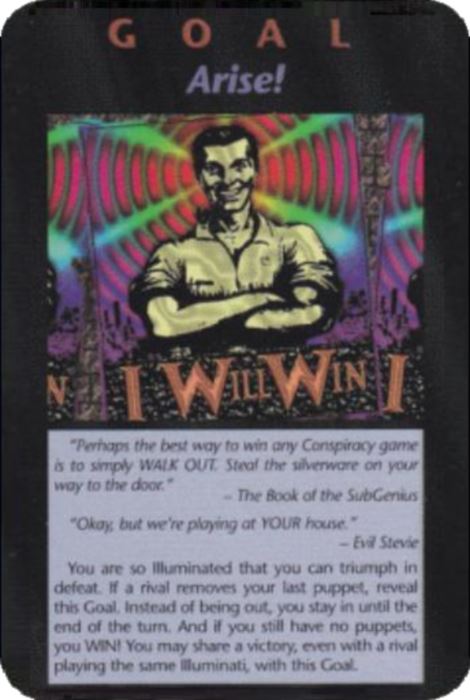 GOAL
Arise!
N I WILL WIN I
"Perhaps the best way to win any Conspiracy game
is to simply WALK OUT. Steal the silverware on your
way to the door."
– The Book of the SubGenius
"Okay, but we're playing at YOUR house."
– Evil Stevie
You are so Illuminated that you can triumph in
defeat. If a rival removes your last puppet, reveal
this Goal. Instead of being out, you stay in until the
end of the turn. And if you still have no puppets,
you WIN! You may share a victory, even with a rival
playing the same Illuminati, with this Goal.